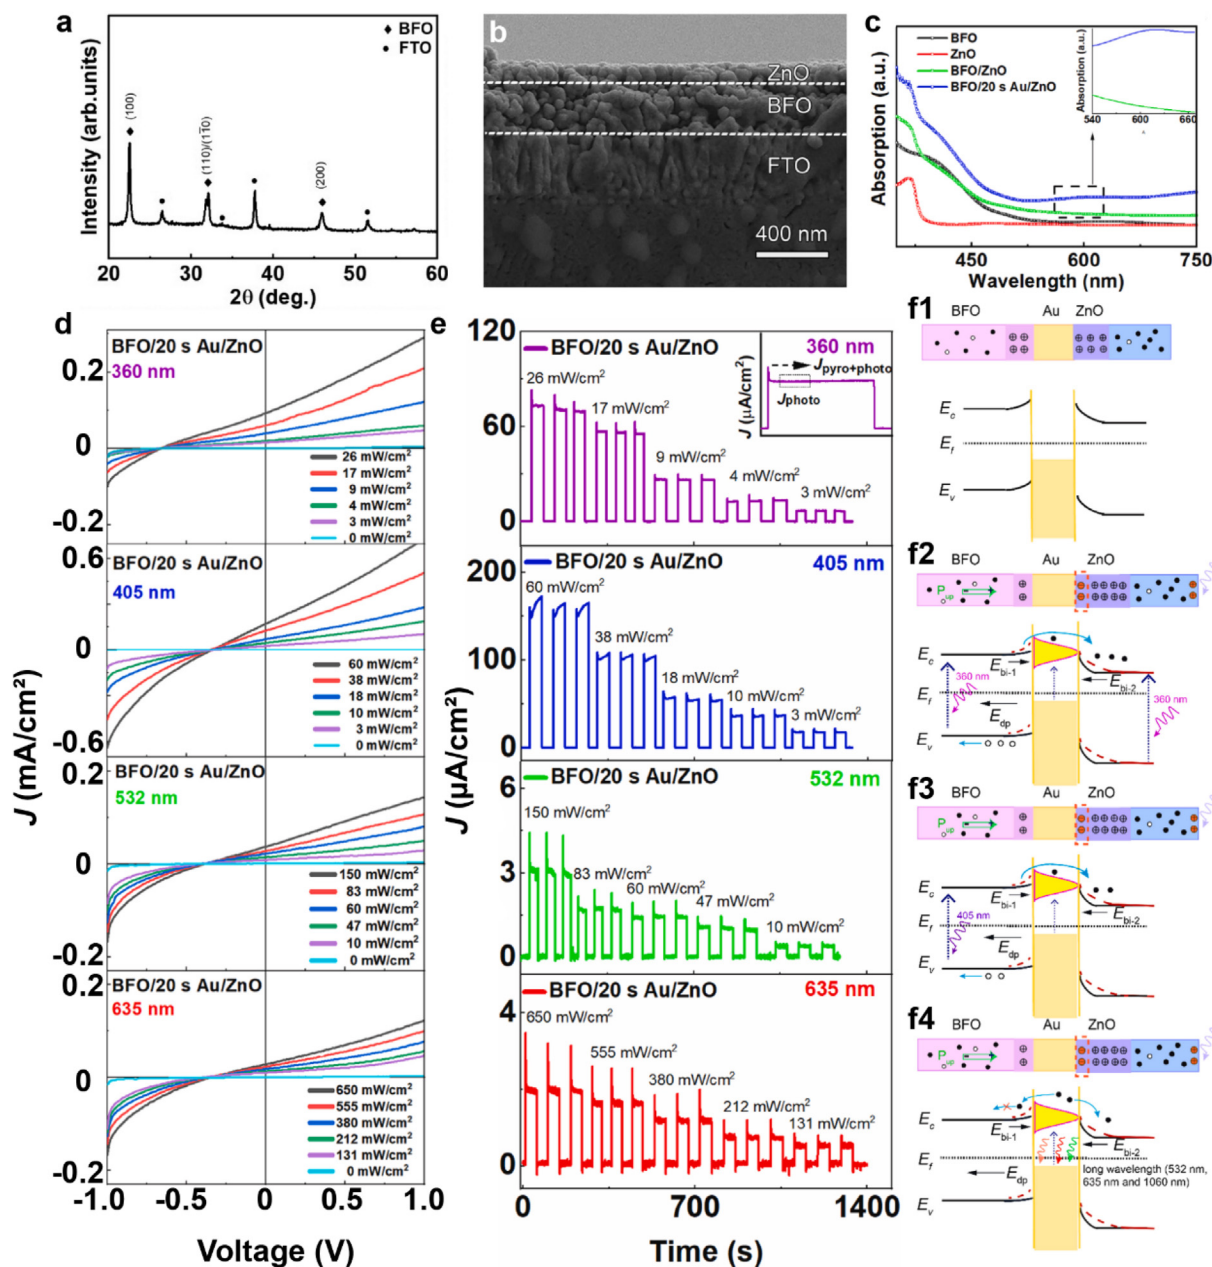 a
BFO
FTO
(100)
(110)/(1̄10)
(200)
Intensity (arb.units)
20 30 40 50 60
2θ (deg.)
b
ZnO
BFO
FTO
400 nm
c
BFO
ZnO
BFO/ZnO
BFO/20 s Au/ZnO
Absorption (a.u.)
540 600 660
Absorption (a.u.)
450 600 750
Wavelength (nm)
d
BFO/20 s Au/ZnO
360 nm
0.2
0
-0.2
26 mW/cm²
17 mW/cm²
9 mW/cm²
4 mW/cm²
3 mW/cm²
0 mW/cm²
0.6
BFO/20 s Au/ZnO
405 nm
0
-0.6
60 mW/cm²
38 mW/cm²
18 mW/cm²
10 mW/cm²
3 mW/cm²
0 mW/cm²
0.2
BFO/20 s Au/ZnO
532 nm
0
-0.2
150 mW/cm²
83 mW/cm²
60 mW/cm²
47 mW/cm²
10 mW/cm²
0 mW/cm²
0.2
BFO/20 s Au/ZnO
635 nm
0
-0.2
650 mW/cm²
555 mW/cm²
380 mW/cm²
212 mW/cm²
131 mW/cm²
0 mW/cm²
J (mA/cm²)
-1.0 -0.5 0 0.5 1.0
Voltage (V)
e
120
60
0
BFO/20 s Au/ZnO
360 nm
26 mW/cm²
17 mW/cm²
9 mW/cm²
4 mW/cm²
3 mW/cm²
J (μA/cm²)
Jpyro+photo
Jphoto
200
100
0
BFO/20 s Au/ZnO
405 nm
60 mW/cm²
38 mW/cm²
18 mW/cm²
10 mW/cm²
3 mW/cm²
6
3
0
BFO/20 s Au/ZnO
532 nm
150 mW/cm²
83 mW/cm²
60 mW/cm²
47 mW/cm²
10 mW/cm²
4
2
0
BFO/20 s Au/ZnO
635 nm
650 mW/cm²
555 mW/cm²
380 mW/cm²
212 mW/cm²
131 mW/cm²
J (μA/cm²)
0 700 1400
Time (s)
f1
BFO Au ZnO
Ec
Ef
Ev
f2
BFO Au ZnO
Pup
Ec
Ebi-1
Ebi-2
360 nm
360 nm
Ef
Edp
Ev
f3
BFO Au ZnO
Pup
Ec
Ebi-1
Ebi-2
Ef
405 nm
Edp
Ev
f4
BFO Au ZnO
Pup
Ec
Ebi-1
Ebi-2
Ef
Edp
long wavelength (532 nm,
635 nm and 1060 nm)
Ev